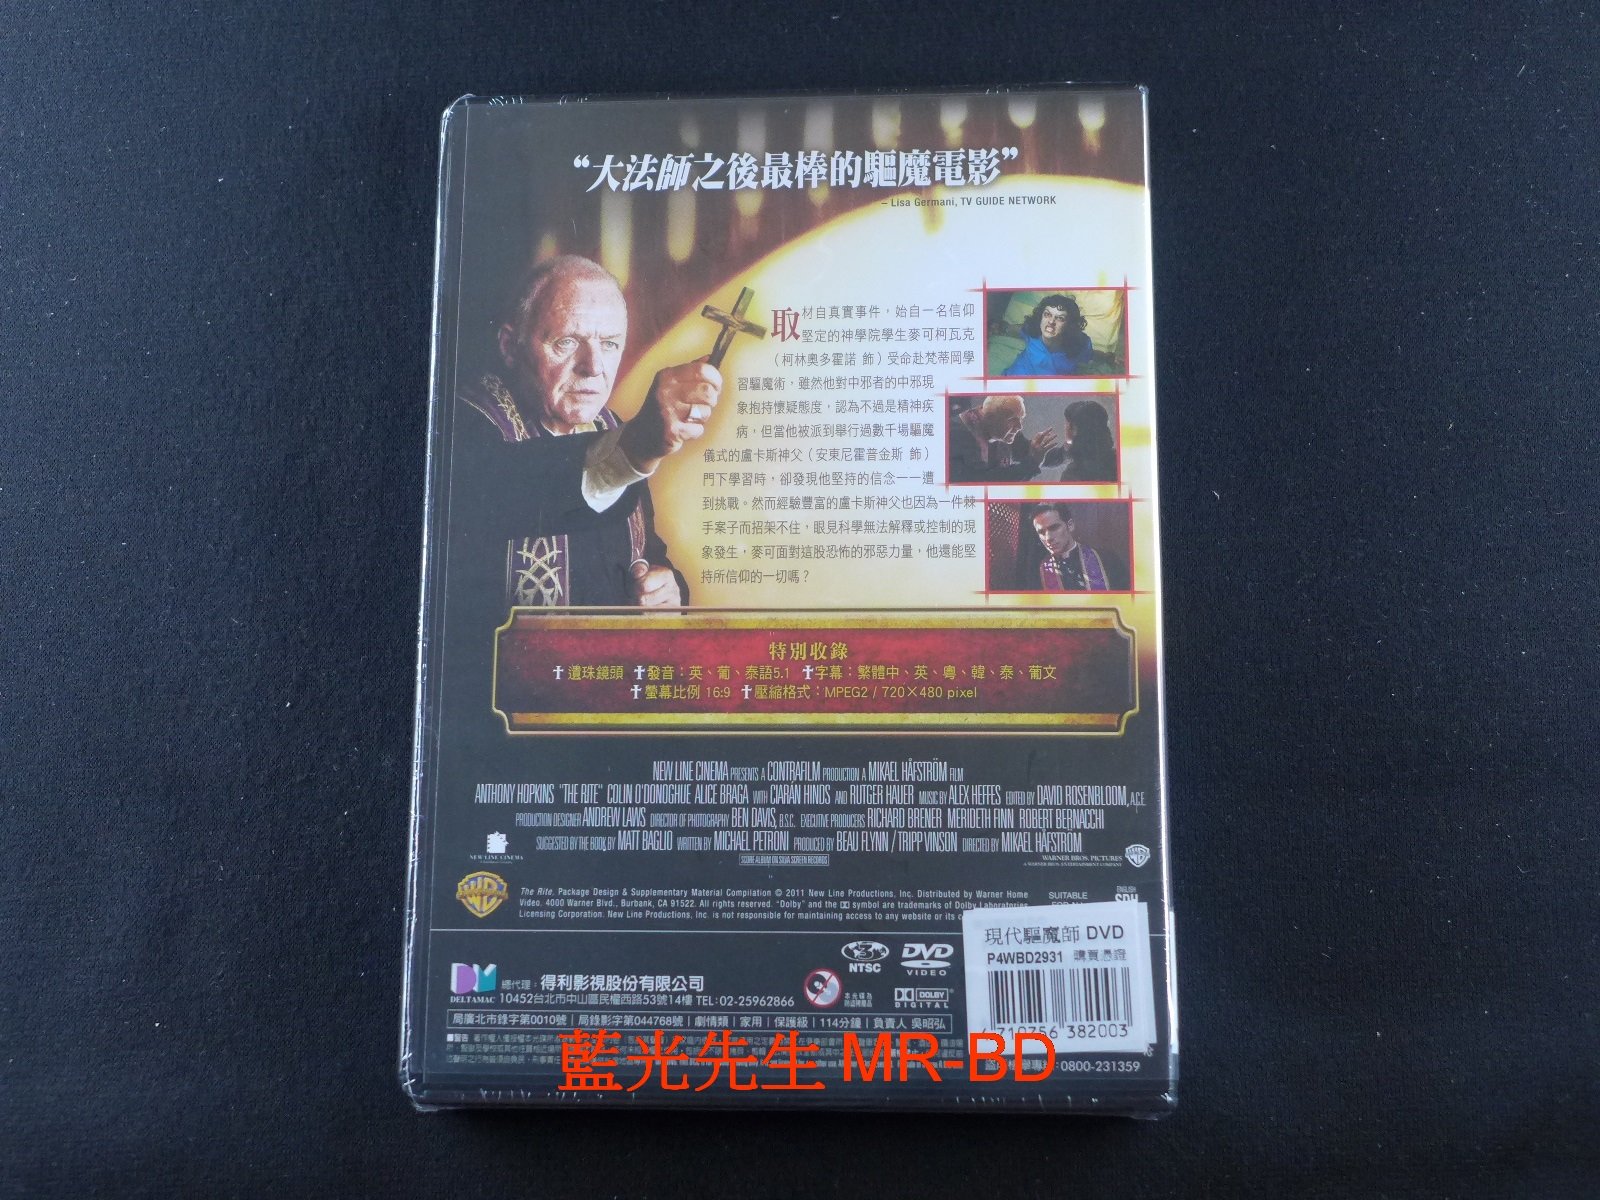 “大法師之後最棒的驅魔電影”
– Lisa Germani, TV GUIDE NETWORK
取材自真實事件，始自一名信仰
堅定的神學院學生麥可柯瓦克
（柯林奧多霍諾 飾）受命赴梵蒂岡學
習驅魔術，雖然他對中邪者的中邪現
象抱持懷疑態度，認為不過是精神疾
病，但當他被派到舉行過數千場驅魔
儀式的盧卡斯神父（安東尼霍普金斯 飾）
門下學習時，卻發現他堅持的信念一一遭
到挑戰。然而經驗豐富的盧卡斯神父也因為一件棘
手案子而招架不住，眼見科學無法解釋或控制的現
象發生，麥可面對這股恐怖的邪惡力量，他還能堅
持所信仰的一切嗎？
特別收錄
✝遺珠鏡頭 ✝發音：英、葡、泰語5.1 ✝字幕：繁體中、英、粵、韓、泰、葡文
✝螢幕比例 16:9 ✝壓縮格式：MPEG2 / 720×480 pixel
NEW LINE CINEMA PRESENTS A CONTRAFILM PRODUCTION A MIKAEL HÅFSTRÖM FILM
ANTHONY HOPKINS "THE RITE" COLIN O'DONOGHUE ALICE BRAGA WITH CIARÁN HINDS AND RUTGER HAUER MUSIC BY ALEX HEFFES EDITED BY DAVID ROSENBLOOM, A.C.E.
PRODUCTION DESIGNER ANDREW LAWS DIRECTOR OF PHOTOGRAPHY BEN DAVIS, B.S.C. EXECUTIVE PRODUCERS RICHARD BRENER MERIDETH FINN ROBERT BERNACCHI
SUGGESTED BY THE BOOK BY MATT BAGLIO WRITTEN BY MICHAEL PETRONI PRODUCED BY BEAU FLYNN / TRIPP VINSON DIRECTED BY MIKAEL HÅFSTRÖM
NEW LINE CINEMA
SCORE ALBUM ON SILVA SCREEN RECORDS
WARNER BROS. PICTURES
A WARNER BROS. ENTERTAINMENT COMPANY
The Rite, Package Design & Supplementary Material Compilation © 2011 New Line Productions, Inc. Distributed by Warner Home
Video, 4000 Warner Blvd., Burbank, CA 91522. All rights reserved. "Dolby" and the symbol are trademarks of Dolby Laboratories
Licensing Corporation. New Line Productions, Inc. is not responsible for maintaining access to any website or its
SUITABLE
ENGLISH
SDH
現代驅魔師 DVD
P4WBD2931 購買憑證
4710756 382003
3
NTSC
DVD
VIDEO
DOLBY
DIGITAL
DELTAMAC
總代理：得利影視股份有限公司
10452台北市中山區民權西路53號14樓 TEL:02-25962866
局廣北市錄字第0010號│局錄影字第044768號│劇情類│家用│保護級│114分鐘│負責人 吳昭弘
0800-231359
藍光先生 MR BD